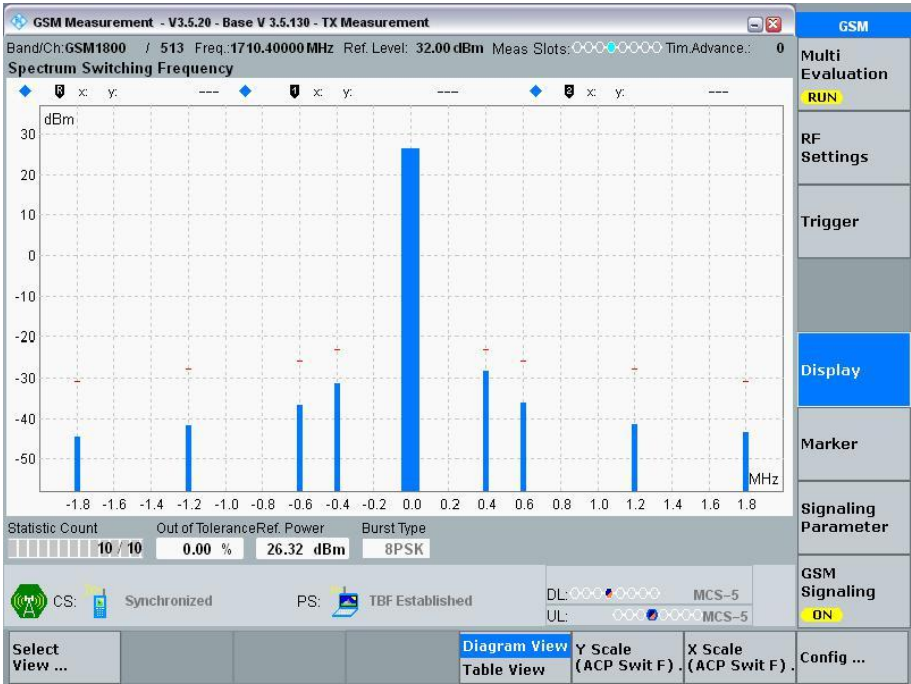 GSM Measurement - V3.5.20 - Base V 3.5.130 - TX Measurement
GSM
Band/Ch:GSM1800 / 513 Freq.:1710.40000 MHz Ref. Level: 32.00 dBm Meas Slots: Tim.Advance.: 0
Spectrum Switching Frequency
R x: y: --- 1 x: y: --- 2 x: y: ---
dBm
30
20
10
0
-10
-20
-30
-40
-50
MHz
-1.8 -1.6 -1.4 -1.2 -1.0 -0.8 -0.6 -0.4 -0.2 0.0 0.2 0.4 0.6 0.8 1.0 1.2 1.4 1.6 1.8
Statistic Count Out of Tolerance Ref. Power Burst Type
10 / 10 0.00 % 26.32 dBm 8PSK
CS: Synchronized PS: TBF Established
DL: MCS-5
UL: MCS-5
Multi
Evaluation
RUN
RF
Settings
Trigger
Display
Marker
Signaling
Parameter
GSM
Signaling
ON
Select
View ...
Diagram View
Table View
Y Scale
(ACP Swit F) .
X Scale
(ACP Swit F) .
Config ...